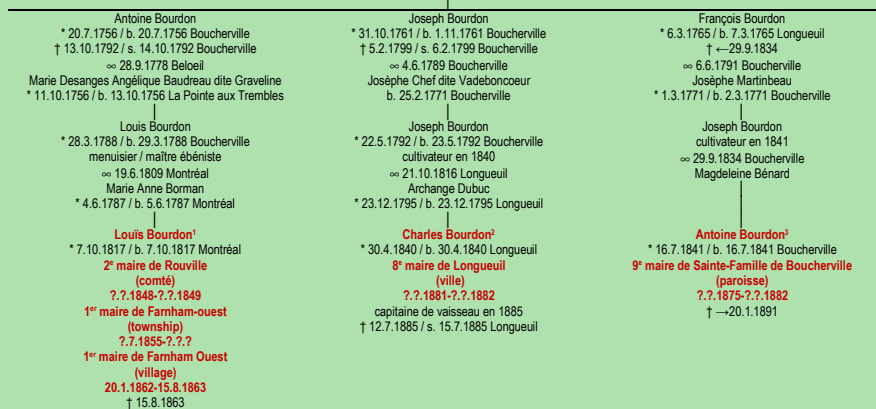 Antoine Bourdon
* 20.7.1756 / b. 20.7.1756 Boucherville
† 13.10.1792 / s. 14.10.1792 Boucherville
∞ 28.9.1778 Beloeil
Marie Desanges Angélique Baudreau dite Graveline
* 11.10.1756 / b. 13.10.1756 La Pointe aux Trembles
Louis Bourdon
* 28.3.1788 / b. 29.3.1788 Boucherville
menuisier / maître ébéniste
∞ 19.6.1809 Montréal
Marie Anne Borman
* 4.6.1787 / b. 5.6.1787 Montréal
Louïs Bourdon¹
* 7.10.1817 / b. 7.10.1817 Montréal
2ᵉ maire de Rouville
(comté)
?.?.1848-?.?.1849
1ᵉʳ maire de Farnham-ouest
(township)
?.7.1855-?.?.?
1ᵉʳ maire de Farnham Ouest
(village)
20.1.1862-15.8.1863
† 15.8.1863
Joseph Bourdon
* 31.10.1761 / b. 1.11.1761 Boucherville
† 5.2.1799 / s. 6.2.1799 Boucherville
∞ 4.6.1789 Boucherville
Josèphe Chef dite Vadeboncoeur
b. 25.2.1771 Boucherville
Joseph Bourdon
* 22.5.1792 / b. 23.5.1792 Boucherville
cultivateur en 1840
∞ 21.10.1816 Longueuil
Archange Dubuc
* 23.12.1795 / b. 23.12.1795 Longueuil
Charles Bourdon²
* 30.4.1840 / b. 30.4.1840 Longueuil
8ᵉ maire de Longueuil
(ville)
?.?.1881-?.?.1882
capitaine de vaisseau en 1885
† 12.7.1885 / s. 15.7.1885 Longueuil
François Bourdon
* 6.3.1765 / b. 7.3.1765 Longueuil
† ←29.9.1834
∞ 6.6.1791 Boucherville
Josèphe Martinbeau
* 1.3.1771 / b. 2.3.1771 Boucherville
Joseph Bourdon
cultivateur en 1841
∞ 29.9.1834 Boucherville
Magdeleine Bénard
Antoine Bourdon³
* 16.7.1841 / b. 16.7.1841 Boucherville
9ᵉ maire de Sainte-Famille de Boucherville
(paroisse)
?.?.1875-?.?.1882
† →20.1.1891